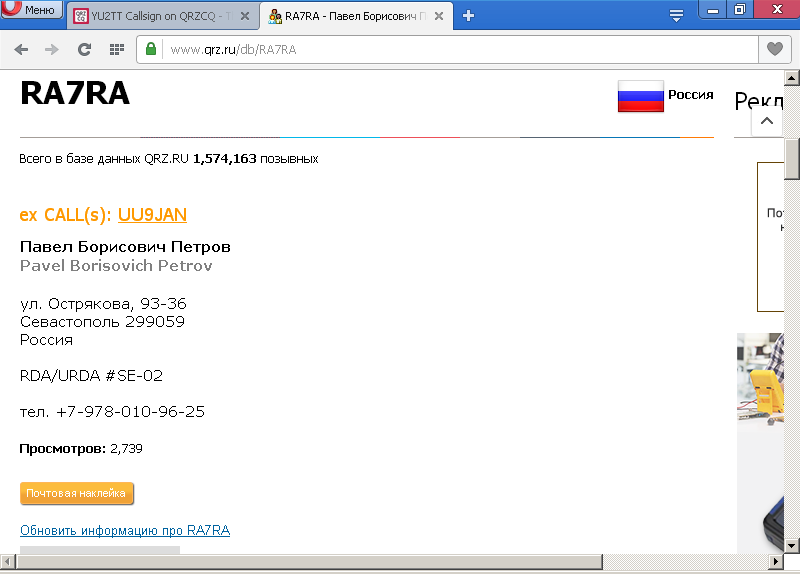 Меню
YU2TT Callsign on QRZCQ - T
RA7RA - Павел Борисович П
www.qrz.ru/db/RA7RA
RA7RA
Россия
Рекл
Всего в базе данных QRZ.RU 1,574,163 позывных
ex CALL(s): UU9JAN
Павел Борисович Петров
Pavel Borisovich Petrov
ул. Острякова, 93-36
Севастополь 299059
Россия
RDA/URDA #SE-02
тел. +7-978-010-96-25
Просмотров: 2,739
Почтовая наклейка
Обновить информацию про RA7RA